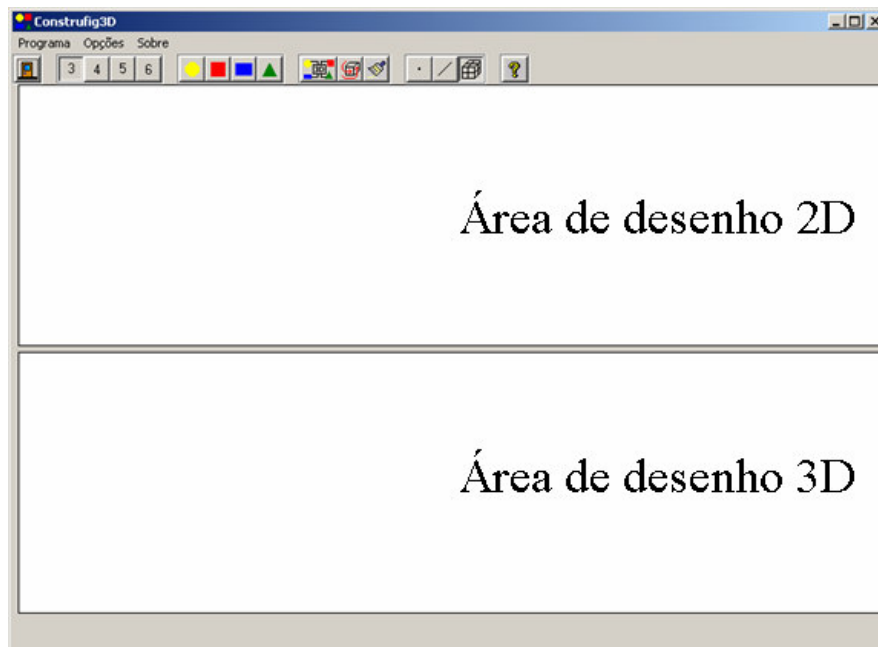 Construfig3D
Programa Opções Sobre
3 4 5 6 ?
Área de desenho 2D
Área de desenho 3D